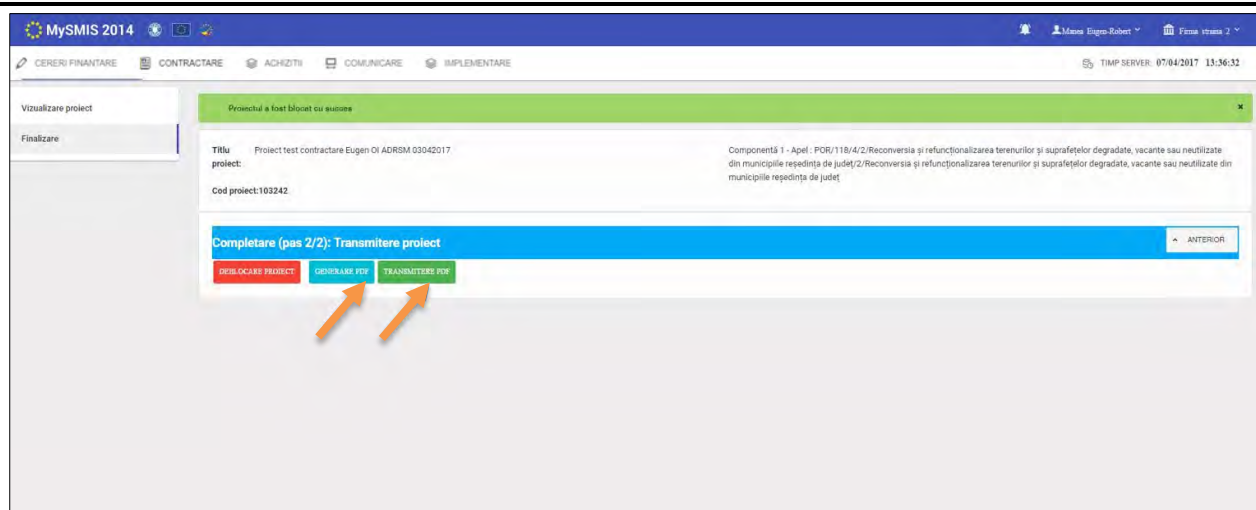 MySMIS 2014
Manea Eugen-Robert
Firma strana 2
CERERI FINANTARE
CONTRACTARE
ACHIZITII
COMUNICARE
IMPLEMENTARE
TIMP SERVER: 07/04/2017 13:36:32
Vizualizare proiect
Finalizare
Proiectul a fost blocat cu succes
Titlu proiect: Proiect test contractare Eugen OI ADRSM 03042017
Cod proiect:103242
Componentă 1 - Apel : POR/118/4/2/Reconversia și refuncționalizarea terenurilor și suprafețelor degradate, vacante sau neutilizate
din municipiile reședința de județ/2/Reconversia și refuncționalizarea terenurilor și suprafețelor degradate, vacante sau neutilizate din
municipiile reședința de județ
Completare (pas 2/2): Transmitere proiect
ANTERIOR
DEBLOCARE PROIECT
GENERARE PDF
TRANSMITERE PDF